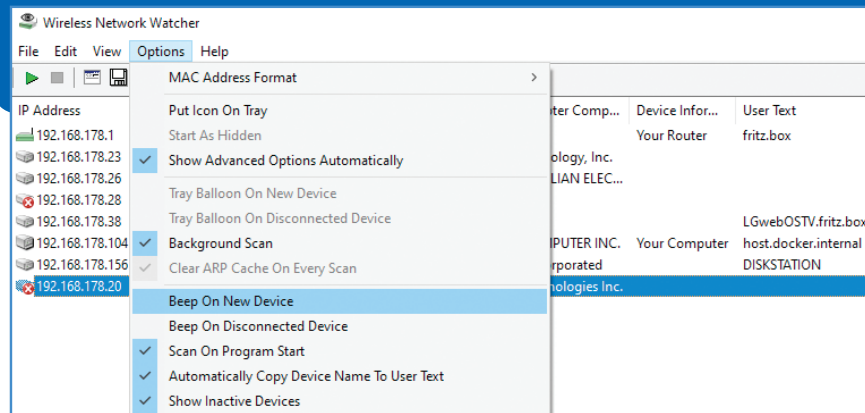 Wireless Network Watcher
File Edit View Options Help
MAC Address Format
Put Icon On Tray
Start As Hidden
Show Advanced Options Automatically
Tray Balloon On New Device
Tray Balloon On Disconnected Device
Background Scan
Clear ARP Cache On Every Scan
Beep On New Device
Beep On Disconnected Device
Scan On Program Start
Automatically Copy Device Name To User Text
Show Inactive Devices
IP Address ter Comp... Device Infor... User Text
192.168.178.1 Your Router fritz.box
192.168.178.23 ology, Inc.
192.168.178.26 LIAN ELEC...
192.168.178.28
192.168.178.38 LGwebOSTV.fritz.box
192.168.178.104 PUTER INC. Your Computer host.docker.internal
192.168.178.156 rporated DISKSTATION
192.168.178.20 nologies Inc.